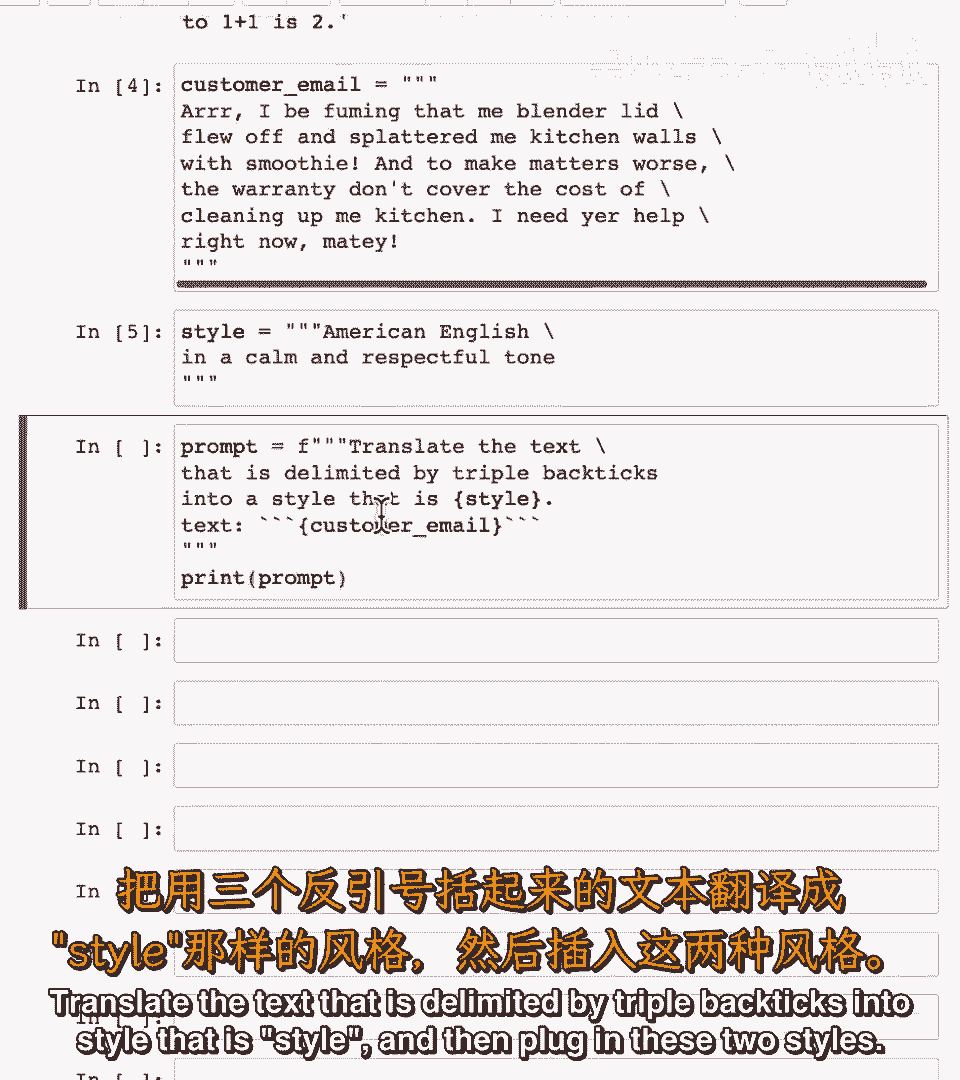 to 1+1 is 2.'
In [4]:
customer_email = """
Arrr, I be fuming that me blender lid \
flew off and splattered me kitchen walls \
with smoothie! And to make matters worse, \
the warranty don't cover the cost of \
cleaning up me kitchen. I need yer help \
right now, matey!
"""
In [5]:
style = """American English \
in a calm and respectful tone
"""
In [ ]:
prompt = f"""Translate the text \
that is delimited by triple backticks
into a style that is {style}.
text: ```{customer_email}```
"""
print(prompt)
In [ ]:
In [ ]:
In [ ]:
In [ ]:
In
把用三个反引号括起来的文本翻译成
"style"那样的风格，然后插入这两种风格。
Translate the text that is delimited by triple backticks into
style that is "style", and then plug in these two styles.